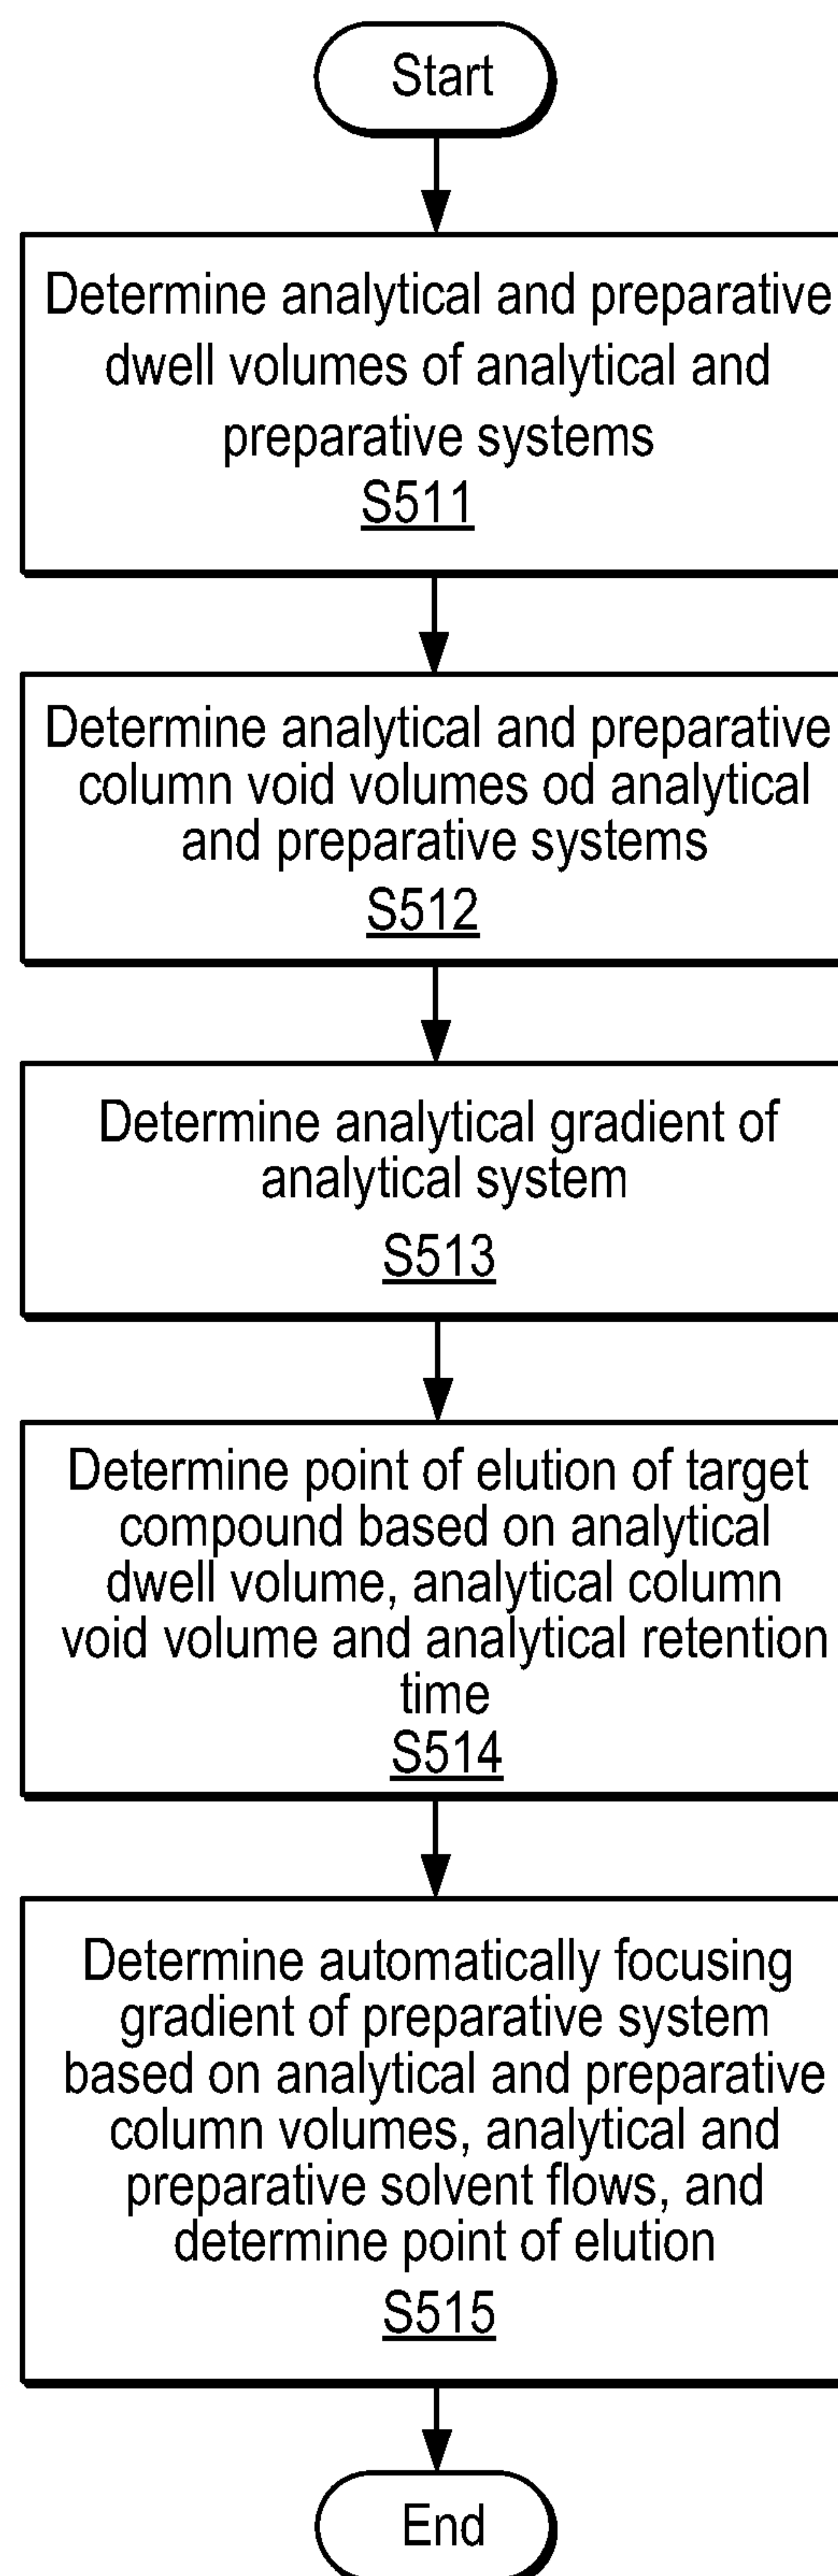 Start
Determine analytical and preparative
dwell volumes of analytical and
preparative systems
S511
Determine analytical and preparative
column void volumes od analytical
and preparative systems
S512
Determine analytical gradient of
analytical system
S513
Determine point of elution of target
compound based on analytical
dwell volume, analytical column
void volume and analytical retention
time
S514
Determine automatically focusing
gradient of preparative system
based on analytical and preparative
column volumes, analytical and
preparative solvent flows, and
determine point of elution
S515
End